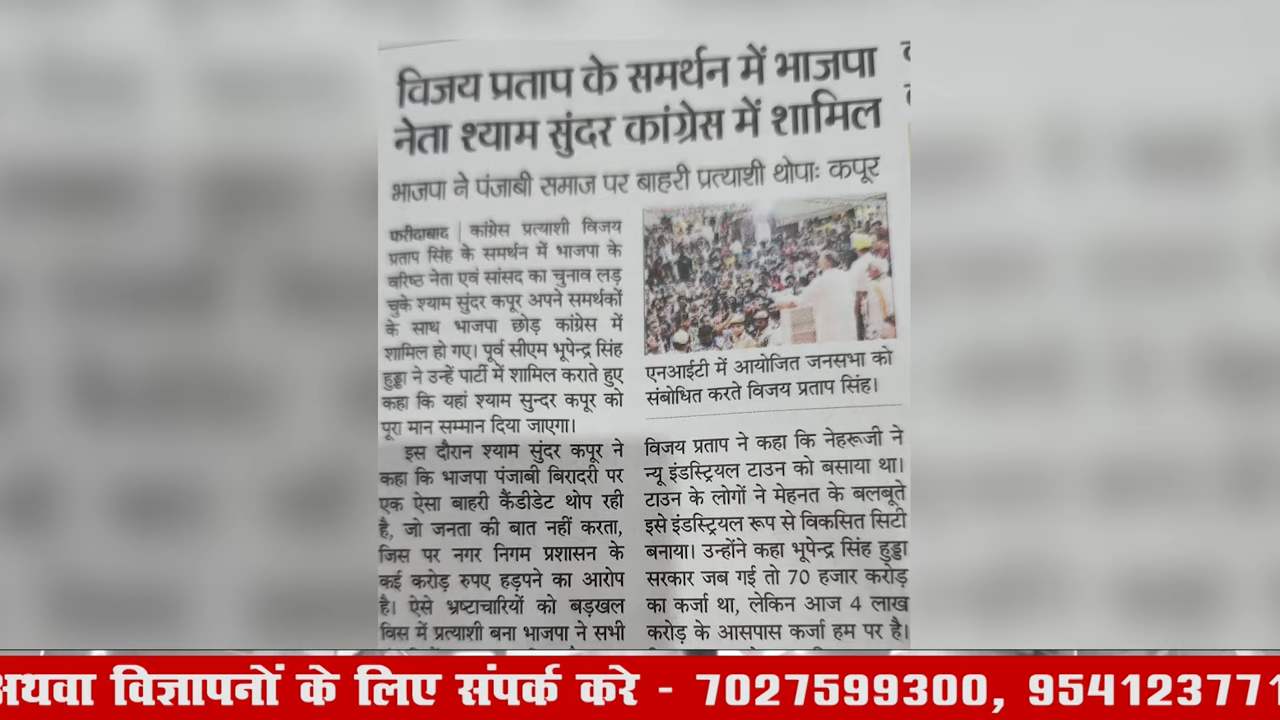 विजय प्रताप के समर्थन में भाजपा
नेता श्याम सुंदर कांग्रेस में शामिल
भाजपा ने पंजाबी समाज पर बाहरी प्रत्याशी थोपाः कपूर
फरीदाबाद | कांग्रेस प्रत्याशी विजय
प्रताप सिंह के समर्थन में भाजपा के
वरिष्ठ नेता एवं सांसद का चुनाव लड़
चुके श्याम सुंदर कपूर अपने समर्थकों
के साथ भाजपा छोड़ कांग्रेस में
शामिल हो गए। पूर्व सीएम भूपेन्द्र सिंह
हुड्डा ने उन्हें पार्टी में शामिल कराते हुए
कहा कि यहां श्याम सुन्दर कपूर को
पूरा मान सम्मान दिया जाएगा।
इस दौरान श्याम सुंदर कपूर ने
कहा कि भाजपा पंजाबी बिरादरी पर
एक ऐसा बाहरी कैंडीडेट थोप रही
है, जो जनता की बात नहीं करता,
जिस पर नगर निगम प्रशासन के
कई करोड़ रुपए हड़पने का आरोप
है। ऐसे भ्रष्टाचारियों को बड़खल
विस में प्रत्याशी बना भाजपा ने सभी
एनआईटी में आयोजित जनसभा को
संबोधित करते विजय प्रताप सिंह।
विजय प्रताप ने कहा कि नेहरूजी ने
न्यू इंडस्ट्रियल टाउन को बसाया था।
टाउन के लोगों ने मेहनत के बलबूते
इसे इंडस्ट्रियल रूप से विकसित सिटी
बनाया। उन्होंने कहा भूपेन्द्र सिंह हुड्डा
सरकार जब गई तो 70 हजार करोड़
का कर्जा था, लेकिन आज 4 लाख
करोड़ के आसपास कर्जा हम पर है।
अथवा विज्ञापनों के लिए संपर्क करे - 7027599300, 954123771